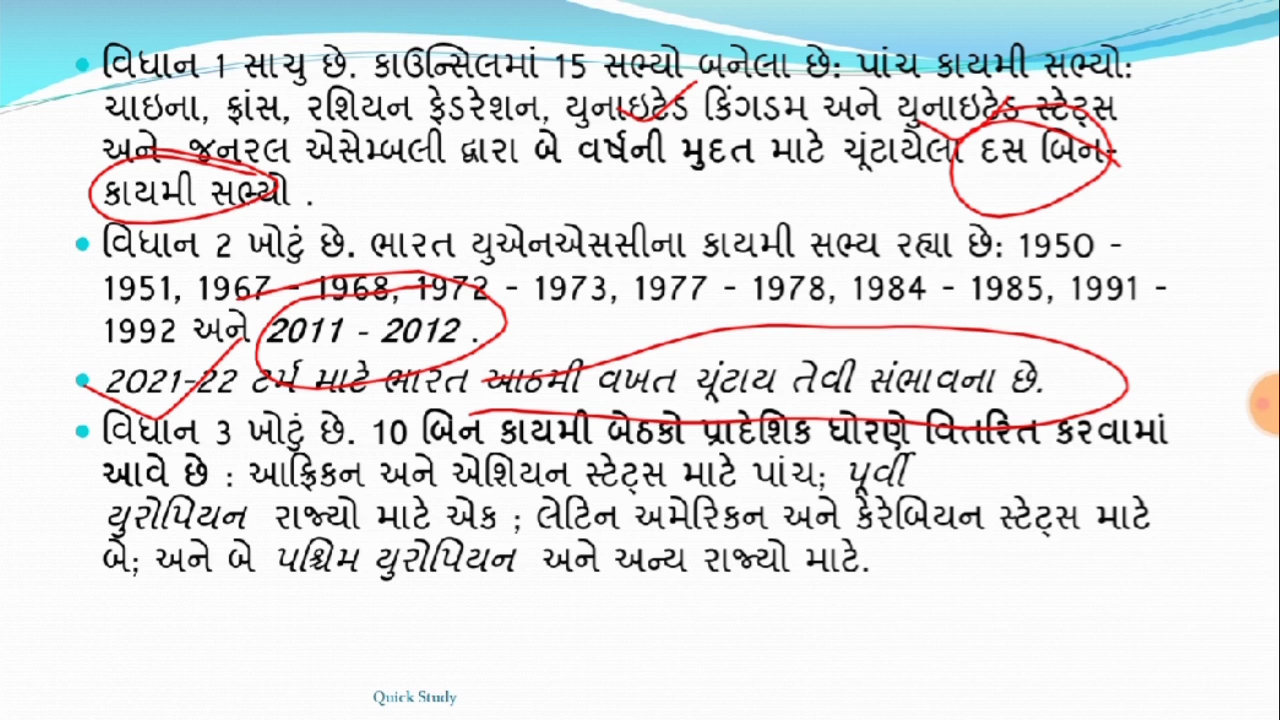 • વિધાન 1 સાચુ છે. કાઉન્સિલમાં 15 સભ્યો બનેલા છે: પાંચ કાયમી સભ્યો:
ચાઇના, ફ્રાંસ, રશિયન ફેડરેશન, યુનાઇટેડ કિંગડમ અને યુનાઇટેડ સ્ટેટ્સ
અને જનરલ એસેમ્બલી દ્વારા બે વર્ષની મુદત માટે ચૂંટાયેલા દસ બિન-
કાયમી સભ્યો .
• વિધાન 2 ખોટું છે. ભારત યુએનએસસીના કાયમી સભ્ય રહ્યા છે: 1950 -
1951, 1967 - 1968, 1972 - 1973, 1977 - 1978, 1984 - 1985, 1991 -
1992 અને 2011 - 2012 .
• 2021-22 ટર્મ માટે ભારત આઠમી વખત ચૂંટાય તેવી સંભાવના છે.
• વિધાન 3 ખોટું છે. 10 બિન કાયમી બેઠકો પ્રાદેશિક ધોરણે વિતરિત કરવામાં
આવે છે : આફ્રિકન અને એશિયન સ્ટેટ્સ માટે પાંચ; પૂર્વી
યુરોપિયન રાજ્યો માટે એક ; લેટિન અમેરિકન અને કેરેબિયન સ્ટેટ્સ માટે
બે; અને બે પશ્ચિમ યુરોપિયન અને અન્ય રાજ્યો માટે.
Quick Study